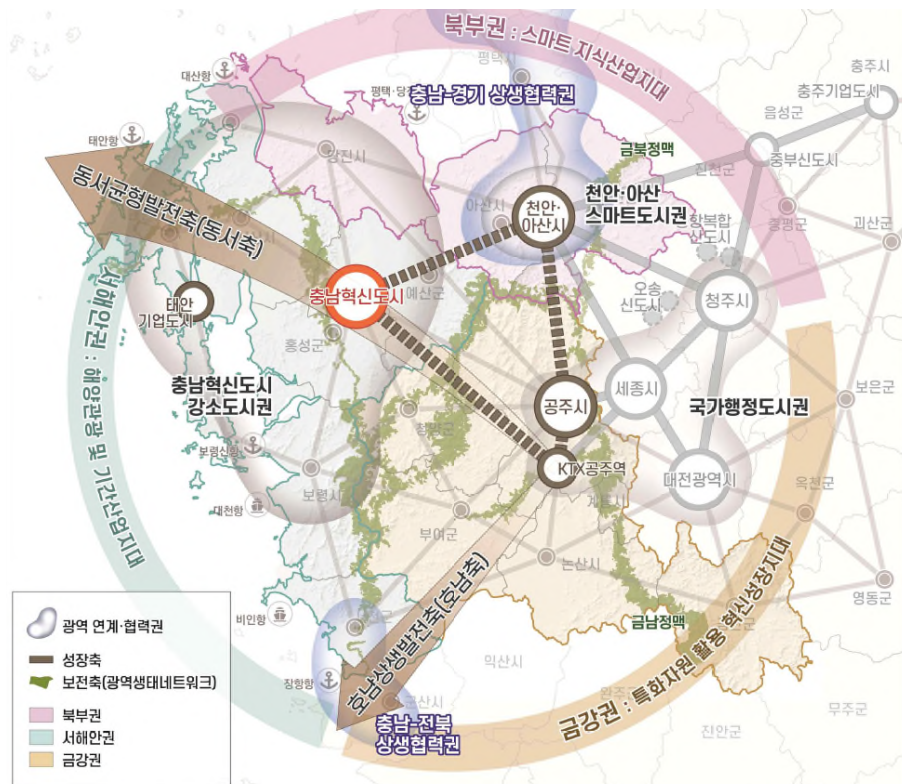 북부권 : 스마트 지식산업지대
평택시
충주시
충주기업도시
대산항
평택·당
충남·경기 상생협력권
음성군
태안항
금북정맥
진천군
중부신도시
당진시
동서균형발전축(동서축)
아산시
천안·
아산시
천안·아산
스마트도시권
증평군
괴산군
충남혁신도시
예산군
오송
신도시
청주시
태안
기업도시
홍성군
서해안권 : 해양관광 및 기간산업지대
충남혁신도시
강소도시권
공주시
세종시
국가행정도시권
보은군
청양군
보령신항
KTX공주역
대전광역시
계룡시
대천항
보령시
부여군
옥천군
논산시
호남상생발전축(호남축)
금강권 : 특화자원 활용 혁신성장지대
영동군
비인항
금남정맥
익산시
장항항
군산시
완주군
무주군
진안군
충남-전북
상생협력권
광역 연계·협력권
성장축
보전축(광역생태네트워크)
북부권
서해안권
금강권